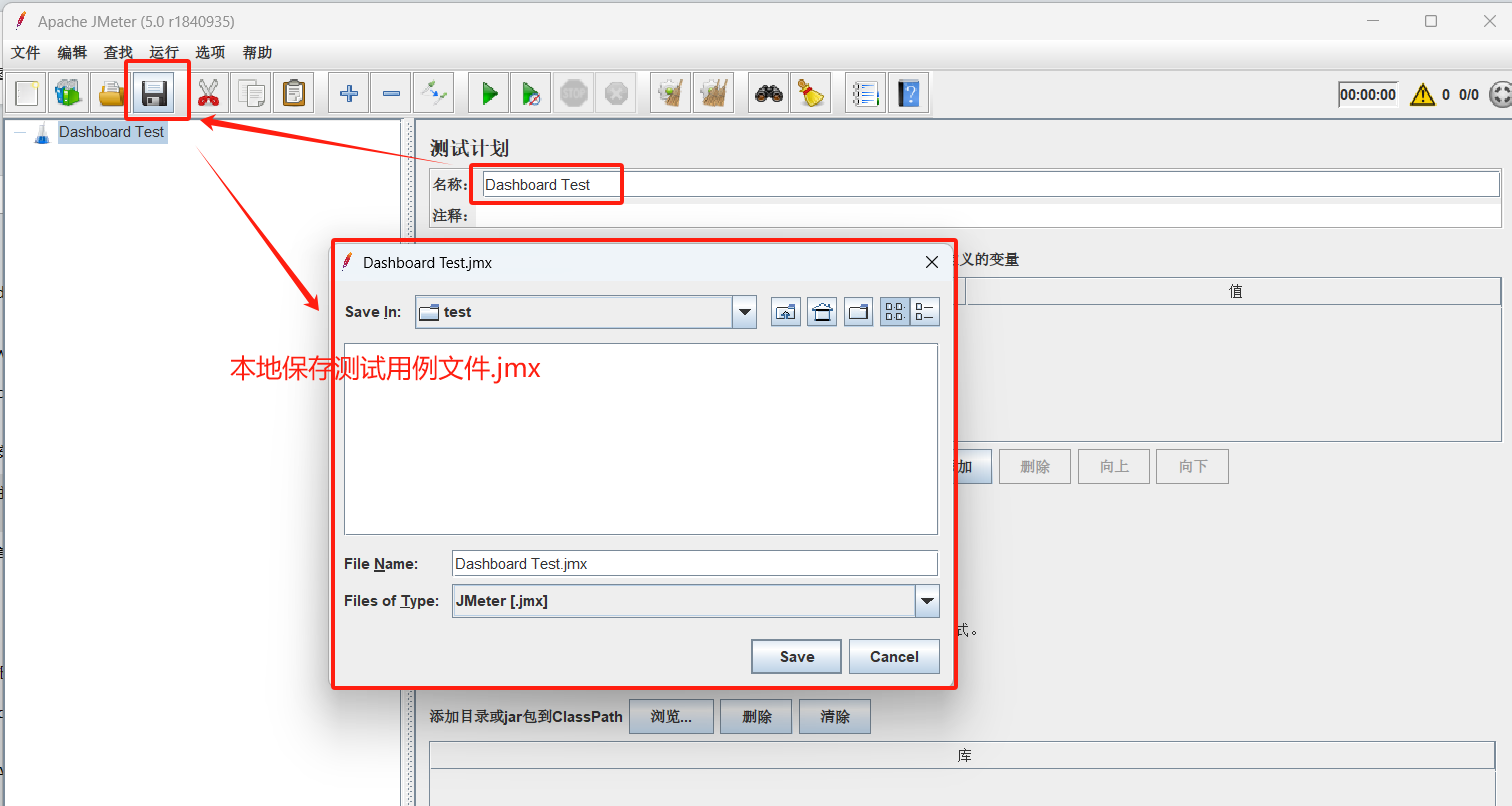 Apache JMeter (5.0 r1840935)
文件 编辑 查找 运行 选项 帮助
STOP
00:00:00 0 0/0
Dashboard Test
测试计划
名称: Dashboard Test
注释:
义的变量
值
Dashboard Test.jmx
Save In: test
本地保存测试用例文件.jmx
加 删除 向上 向下
File Name: Dashboard Test.jmx
Files of Type: JMeter [.jmx]
式。
Save Cancel
添加目录或jar包到ClassPath 浏览... 删除 清除
库